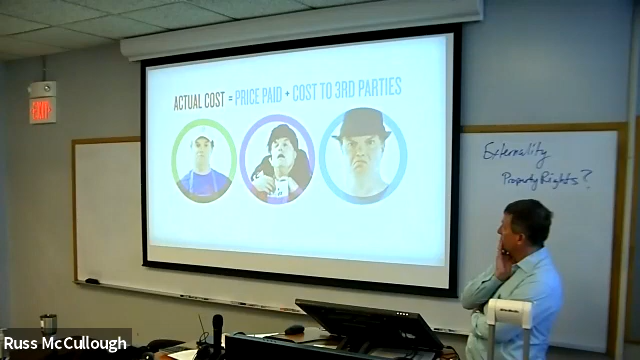 EXIT
ACTUAL COST = PRICE PAID + COST TO 3RD PARTIES
Externality
Property Rights?
Russ McCullough